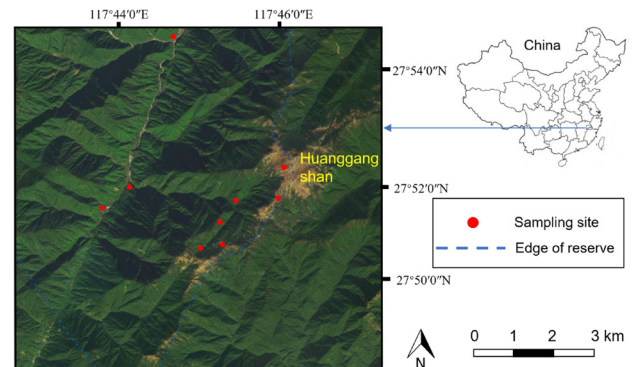 117°44′0″E 117°46′0″E
China
27°54′0″N
Huanggang
shan
27°52′0″N
Sampling site
Edge of reserve
27°50′0″N
0 1 2 3 km
N